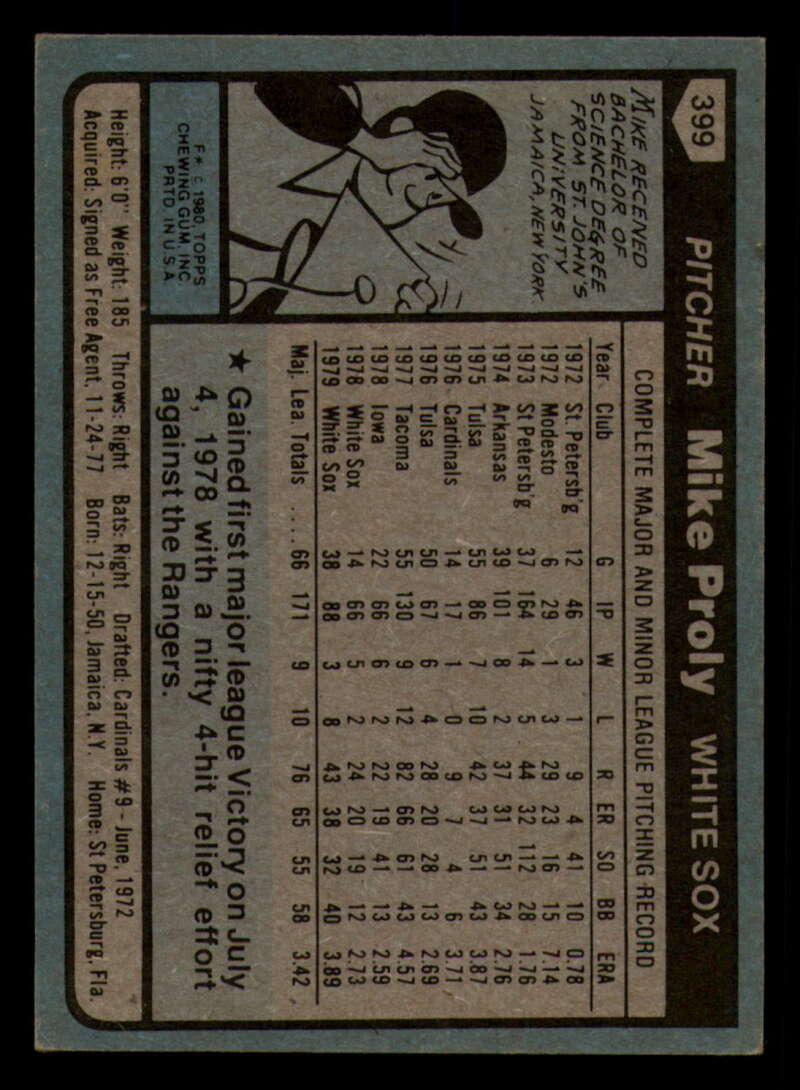 399
PITCHER Mike Proly WHITE SOX
MIKE RECEIVED
BACHELOR OF
SCIENCE DEGREE
FROM ST. JOHN'S
UNIVERSITY
JAMAICA, NEW YORK
F* © 1980 TOPPS
CHEWING GUM, INC
PRTD. IN U.S.A
COMPLETE MAJOR AND MINOR LEAGUE PITCHING RECORD
Year Club G IP W L R ER SO BB ERA
1972 St. Petersb'g 12 46 3 1 9 4 41 10 0.78
1972 Modesto 6 29 1 3 29 23 16 15 7.14
1973 St Petersb'g 37 164 14 5 44 32 112 28 1.76
1974 Arkansas 39 101 8 2 37 31 51 34 2.76
1975 Tulsa 55 86 7 10 42 37 51 43 3.87
1976 Cardinals 14 17 1 0 9 7 4 6 3.71
1976 Tulsa 50 67 6 4 28 20 28 13 2.69
1977 Tacoma 55 130 9 12 82 66 61 43 4.57
1978 Iowa 22 66 6 2 22 19 41 13 2.59
1978 White Sox 14 66 5 2 24 20 19 12 2.73
1979 White Sox 38 88 3 8 43 38 32 40 3.89
Maj. Lea. Totals .... 66 171 9 10 76 65 55 58 3.42
★ Gained first major league Victory on July
4, 1978 with a nifty 4-hit relief effort
against the Rangers.
Height: 6'0" Weight: 185 Throws: Right Bats: Right Drafted: Cardinals #9 - June, 1972
Acquired: Signed as Free Agent, 11-24-77 Born: 12-15-50, Jamaica, N.Y. Home: St Petersburg, Fla.